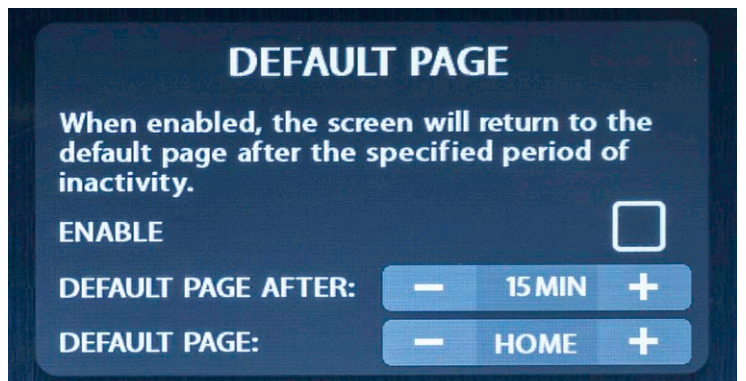 DEFAULT PAGE
When enabled, the screen will return to the
default page after the specified period of
inactivity.
ENABLE
DEFAULT PAGE AFTER: − 15 MIN +
DEFAULT PAGE: − HOME +